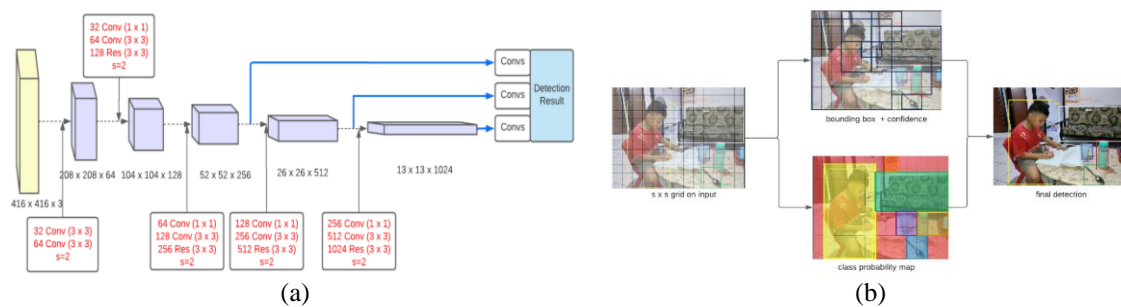 32 Conv (1 x 1)
64 Conv (3 x 3)
128 Res (3 x 3)
s=2
Convs
Convs
Convs
Detection
Result
208 x 208 x 64
104 x 104 x 128
52 x 52 x 256
26 x 26 x 512
13 x 13 x 1024
416 x 416 x 3
32 Conv (3 x 3)
64 Conv (3 x 3)
s=2
64 Conv (1 x 1)
128 Conv (3 x 3)
256 Res (3 x 3)
s=2
128 Conv (1 x 1)
256 Conv (3 x 3)
512 Res (3 x 3)
s=2
256 Conv (1 x 1)
512 Conv (3 x 3)
1024 Res (3 x 3)
s=2
(a)
s x s grid on input
bounding box + confidence
class probability map
final detection
(b)